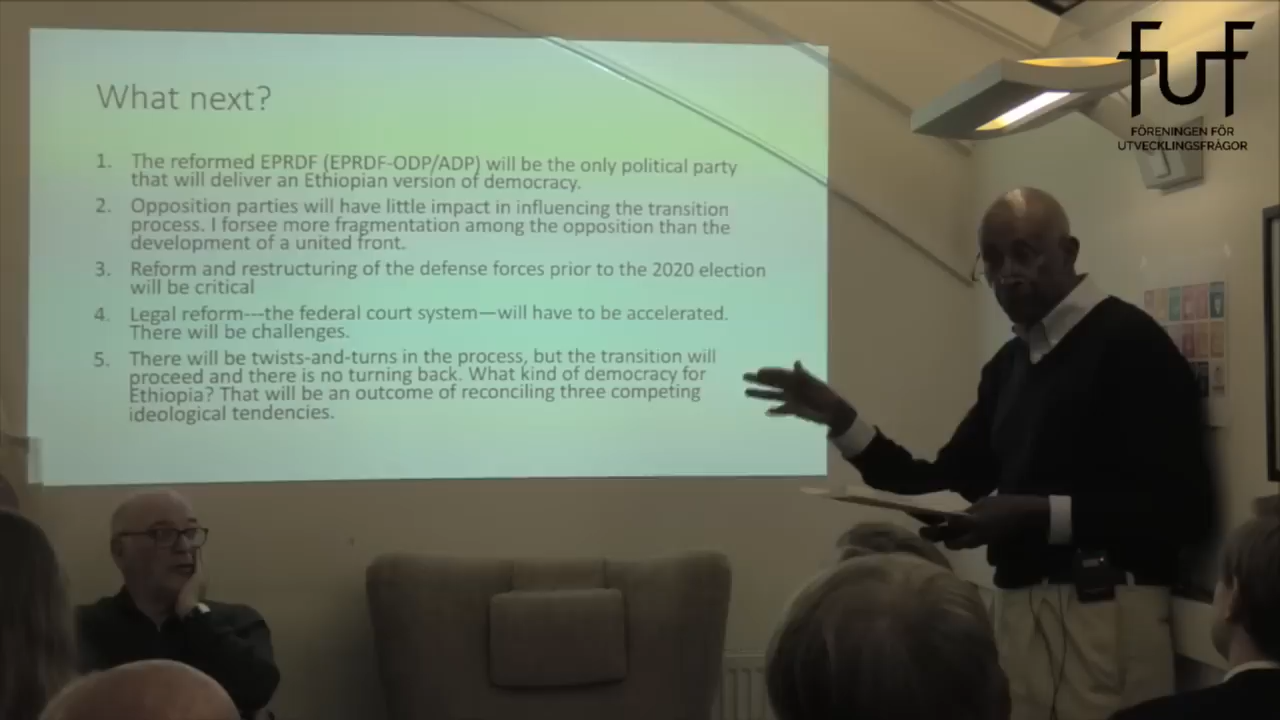 What next?
1. The reformed EPRDF (EPRDF-ODP/ADP) will be the only political party
that will deliver an Ethiopian version of democracy.
2. Opposition parties will have little impact in influencing the transition
process. I forsee more fragmentation among the opposition than the
development of a united front.
3. Reform and restructuring of the defense forces prior to the 2020 election
will be critical
4. Legal reform---the federal court system—will have to be accelerated.
There will be challenges.
5. There will be twists-and-turns in the process, but the transition will
proceed and there is no turning back. What kind of democracy for
Ethiopia? That will be an outcome of reconciling three competing
ideological tendencies.
fuf
FÖRENINGEN FÖR
UTVECKLINGSFRÅGOR